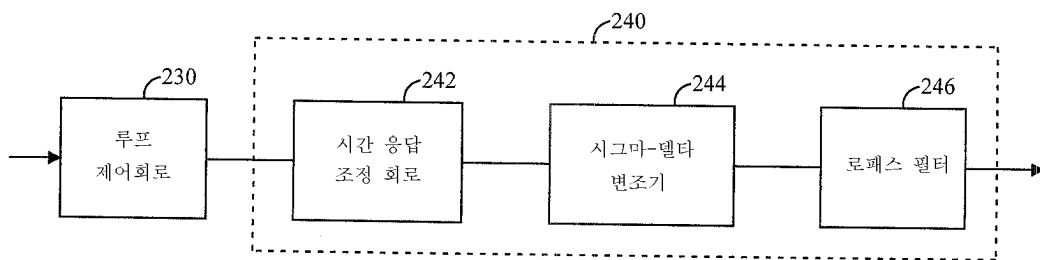 240
230
242
244
246
루프
제어회로
시간 응답
조정 회로
시그마-델타
변조기
로패스 필터